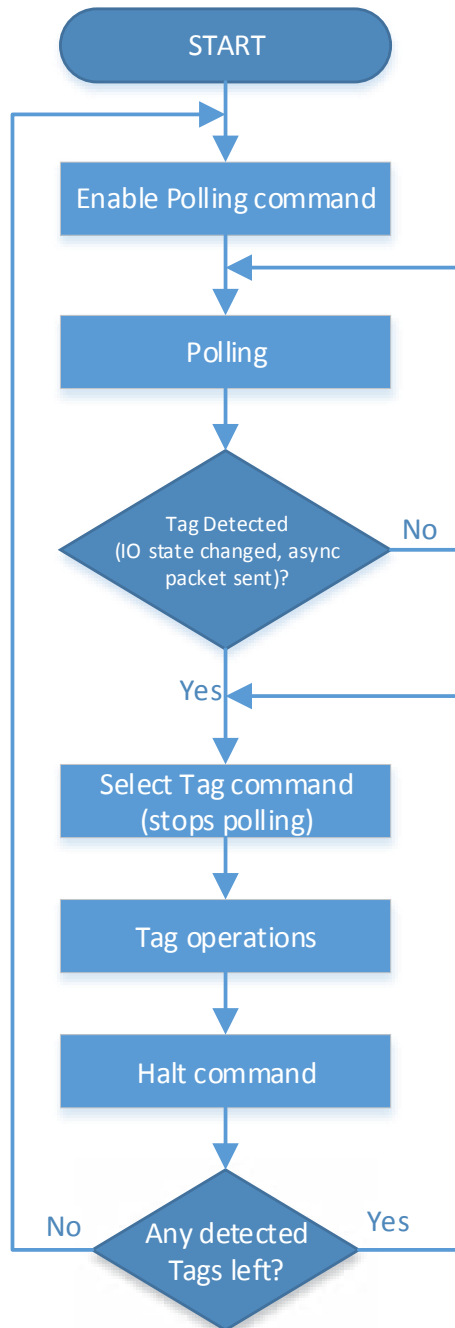 START
Enable Polling command
Polling
Tag Detected
(IO state changed, async
packet sent)?
No
Yes
Select Tag command
(stops polling)
Tag operations
Halt command
No
Any detected
Tags left?
Yes